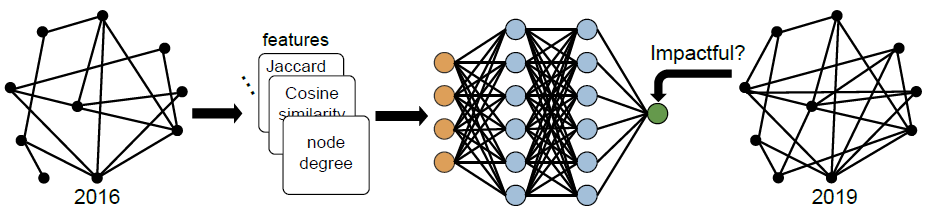 features
Jaccard
Cosine
similarity
node
degree
Impactful?
2016
2019